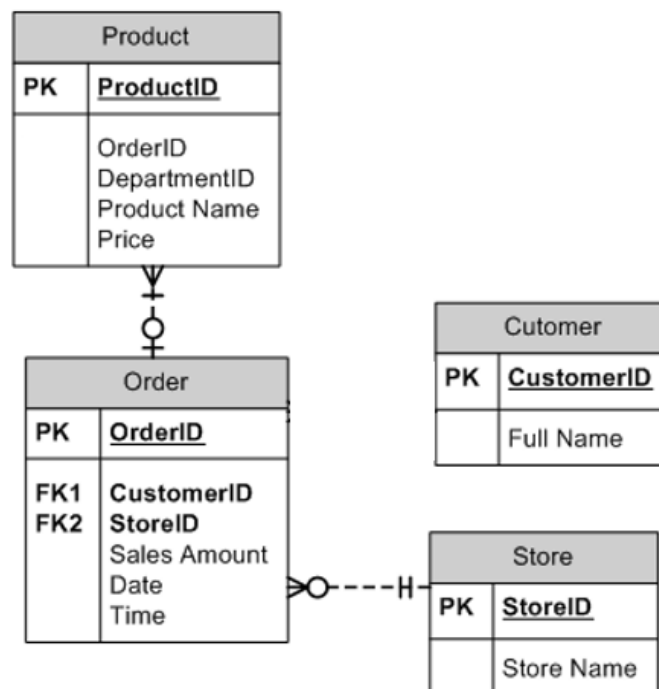 Product
PK ProductID
OrderID
DepartmentID
Product Name
Price
Order
PK OrderID
FK1 CustomerID
FK2 StoreID
Sales Amount
Date
Time
Cutomer
PK CustomerID
Full Name
Store
PK StoreID
Store Name